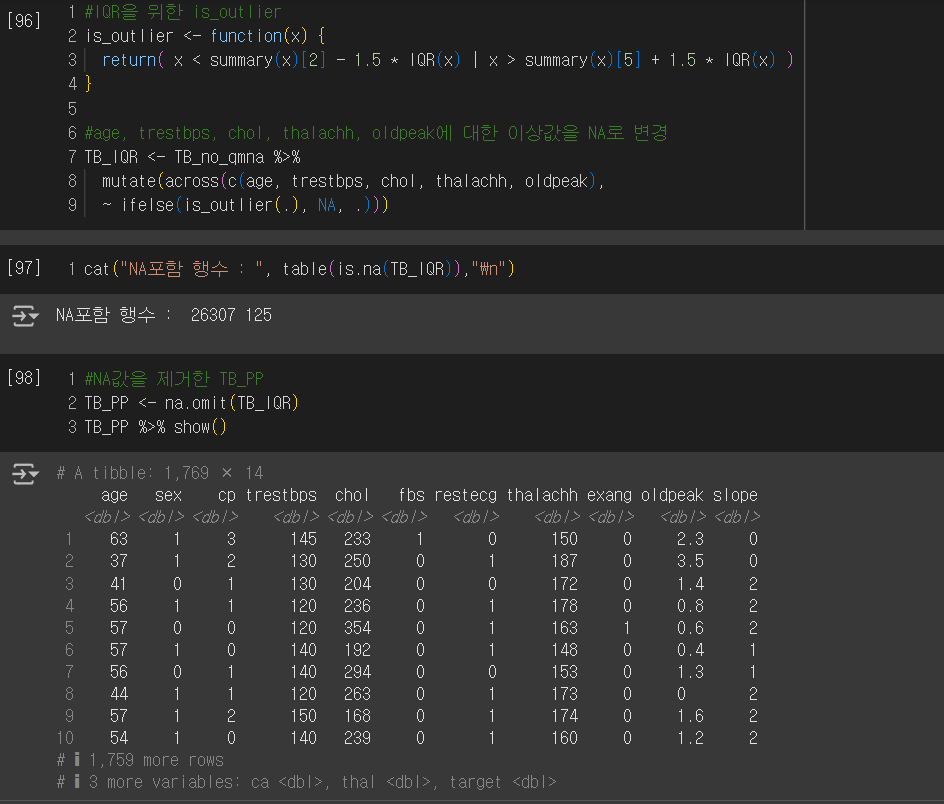 [96]
1 #IQR을 위한 is_outlier
2 is_outlier <- function(x) {
3 return( x < summary(x)[2] - 1.5 * IQR(x) | x > summary(x)[5] + 1.5 * IQR(x) )
4 }
5
6 #age, trestbps, chol, thalachh, oldpeak에 대한 이상값을 NA로 변경
7 TB_IQR <- TB_no_qmna %>%
8 mutate(across(c(age, trestbps, chol, thalachh, oldpeak),
9 ~ ifelse(is_outlier(.), NA, .)))
[97] 1 cat("NA포함 행수 : ", table(is.na(TB_IQR)),"₩n")
NA포함 행수 :  26307 125
[98] 1 #NA값을 제거한 TB_PP
2 TB_PP <- na.omit(TB_IQR)
3 TB_PP %>% show()
# A tibble: 1,769 × 14
age sex cp trestbps chol fbs restecg thalachh exang oldpeak slope
<dbl> <dbl> <dbl> <dbl> <dbl> <dbl> <dbl> <dbl> <dbl> <dbl> <dbl>
1 63 1 3 145 233 1 0 150 0 2.3 0
2 37 1 2 130 250 0 1 187 0 3.5 0
3 41 0 1 130 204 0 0 172 0 1.4 2
4 56 1 1 120 236 0 1 178 0 0.8 2
5 57 0 0 120 354 0 1 163 1 0.6 2
6 57 1 0 140 192 0 1 148 0 0.4 1
7 56 0 1 140 294 0 0 153 0 1.3 1
8 44 1 1 120 263 0 1 173 0 0 2
9 57 1 2 150 168 0 1 174 0 1.6 2
10 54 1 0 140 239 0 1 160 0 1.2 2
# ℹ 1,759 more rows
# ℹ 3 more variables: ca <dbl>, thal <dbl>, target <dbl>